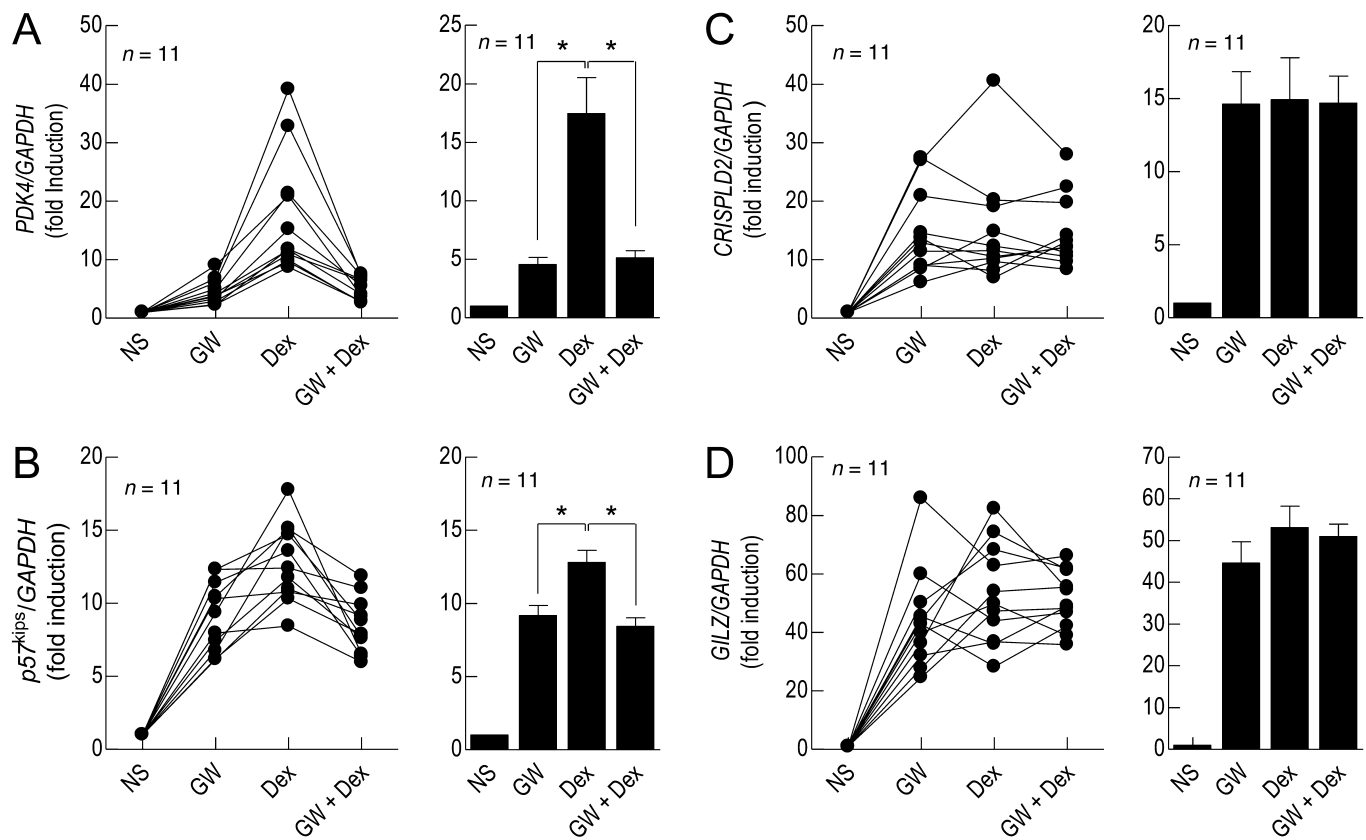 A
PDK4/GAPDH
(fold Induction)
50
40
30
20
10
0
n = 11
NS
GW
Dex
GW + Dex
25
20
15
10
5
0
n = 11
*
*
NS
GW
Dex
GW + Dex
C
CRISPLD2/GAPDH
(fold induction )
50
40
30
20
10
0
n = 11
NS
GW
Dex
GW + Dex
20
15
10
5
0
n = 11
NS
GW
Dex
GW + Dex
B
p57kips/GAPDH
(fold induction)
20
15
10
5
0
n = 11
NS
GW
Dex
GW + Dex
20
15
10
5
0
n = 11
*
*
NS
GW
Dex
GW + Dex
D
GILZ/GAPDH
(fold induction)
100
80
60
40
20
0
n = 11
NS
GW
Dex
GW + Dex
70
60
50
40
30
20
10
0
n = 11
NS
GW
Dex
GW + Dex